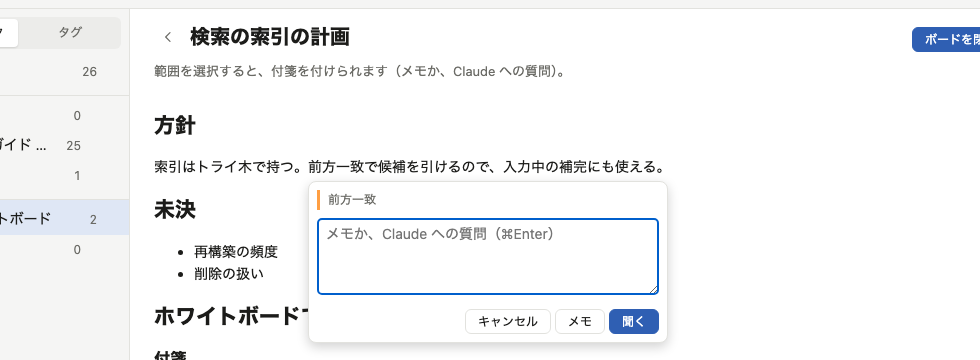 タグ
検索の索引の計画
ボードを閉
26
範囲を選択すると、付箋を付けられます（メモか、Claude への質問）。
0
方針
ガイド ...
25
索引はトライ木で持つ。前方一致で候補を引けるので、入力中の補完にも使える。
1
前方一致
未決
トボード
2
メモか、Claude への質問（⌘Enter）
0
再構築の頻度
削除の扱い
ホワイトボード
キャンセル
メモ
聞く
付箋